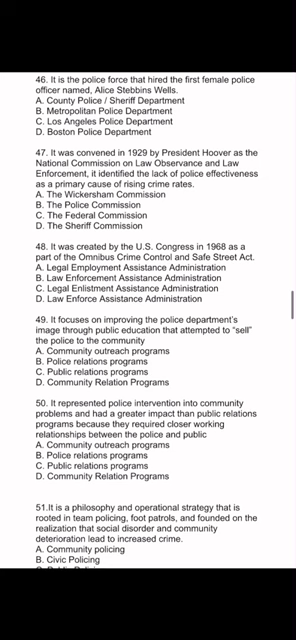 46. It is the police force that hired the first female police
officer named, Alice Stebbins Wells.
A. County Police / Sheriff Department
B. Metropolitan Police Department
C. Los Angeles Police Department
D. Boston Police Department
47. It was convened in 1929 by President Hoover as the
National Commission on Law Observance and Law
Enforcement, it identified the lack of police effectiveness
as a primary cause of rising crime rates.
A. The Wickersham Commission
B. The Police Commission
C. The Federal Commission
D. The Sheriff Commission
48. It was created by the U.S. Congress in 1968 as a
part of the Omnibus Crime Control and Safe Street Act.
A. Legal Employment Assistance Administration
B. Law Enforcement Assistance Administration
C. Legal Enlistment Assistance Administration
D. Law Enforce Assistance Administration
49. It focuses on improving the police department's
image through public education that attempted to "sell"
the police to the community
A. Community outreach programs
B. Police relations programs
C. Public relations programs
D. Community Relation Programs
50. It represented police intervention into community
problems and had a greater impact than public relations
programs because they required closer working
relationships between the police and public
A. Community outreach programs
B. Police relations programs
C. Public relations programs
D. Community Relation Programs
51.It is a philosophy and operational strategy that is
rooted in team policing, foot patrols, and founded on the
realization that social disorder and community
deterioration lead to increased crime.
A. Community policing
B. Civic Policing